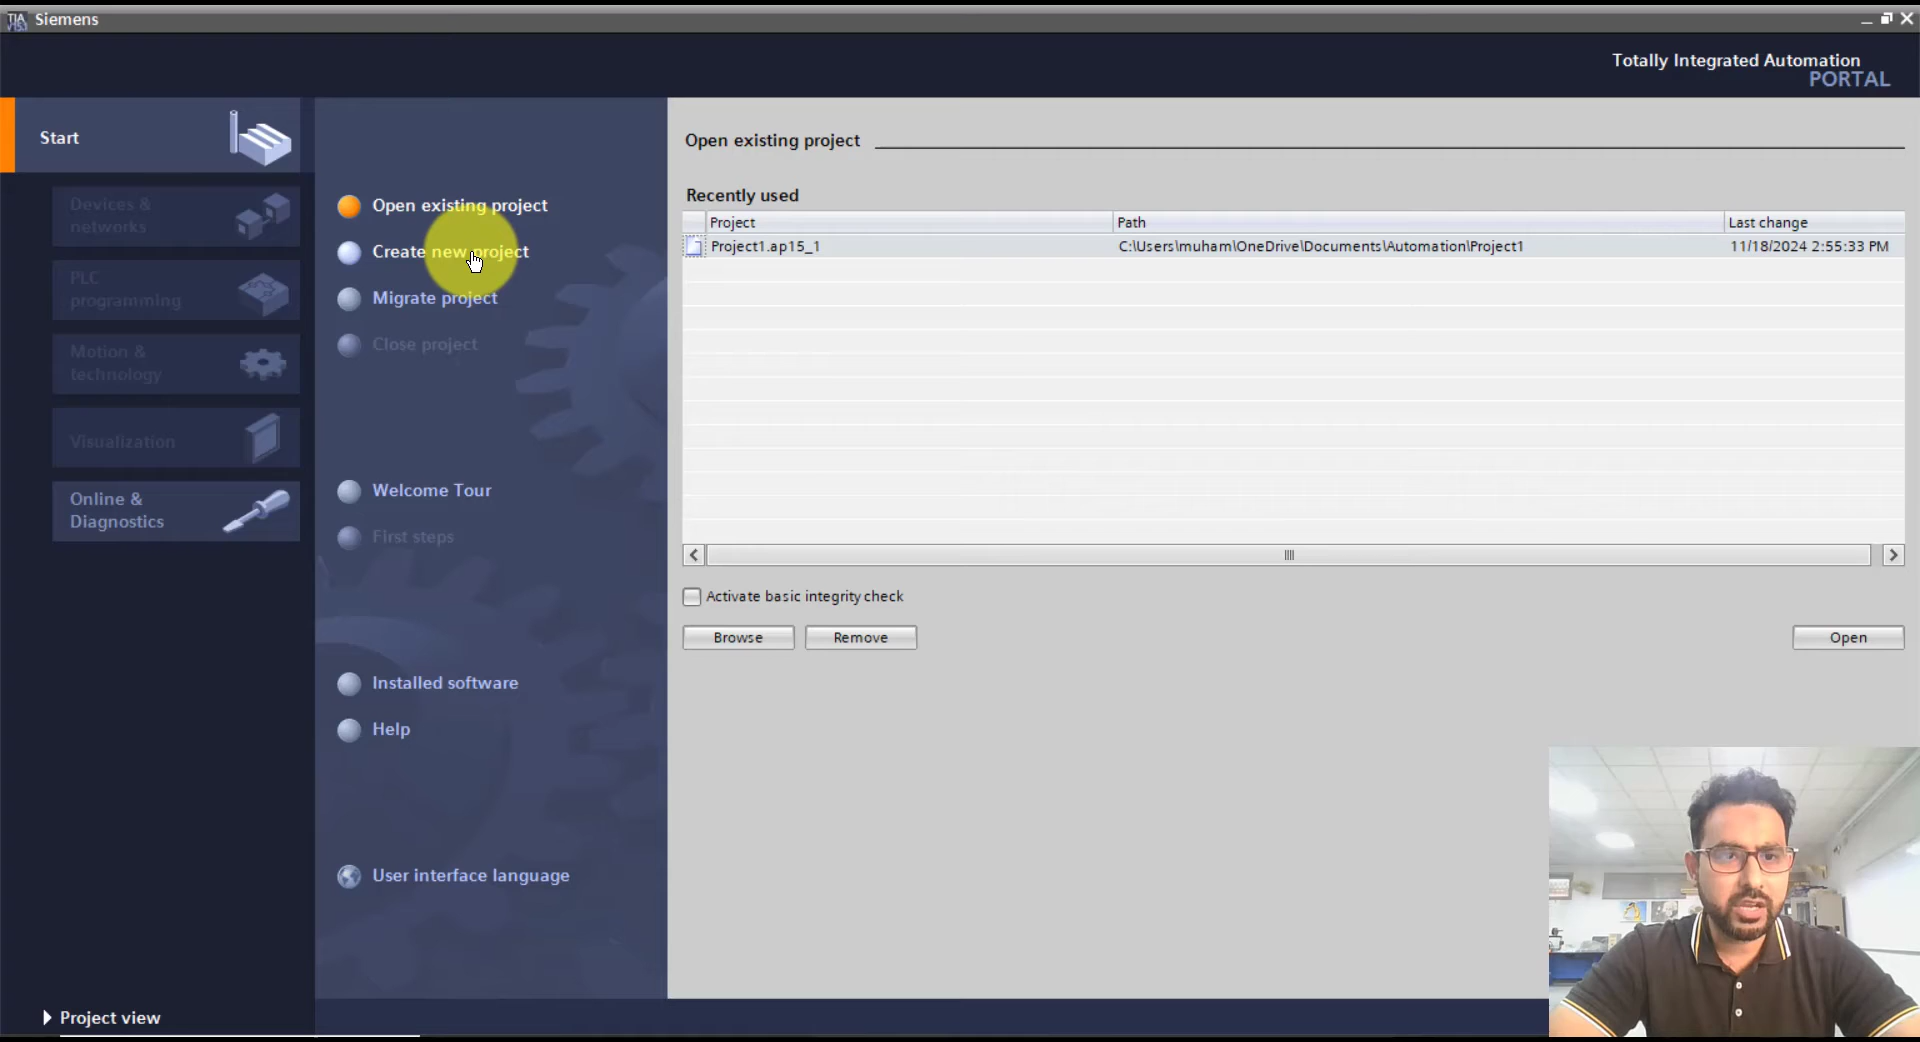 Siemens
Totally Integrated Automation
PORTAL
Start
Devices &
networks
PLC
programming
Motion &
technology
Visualization
Online &
Diagnostics
Open existing project
Create new project
Migrate project
Close project
Welcome Tour
First steps
Installed software
Help
User interface language
Open existing project
Recently used
Project Path Last change
Project1.ap15_1 C:\Users\muham\OneDrive\Documents\Automation\Project1 11/18/2024 2:55:33 PM
Activate basic integrity check
Browse Remove Open
Project view